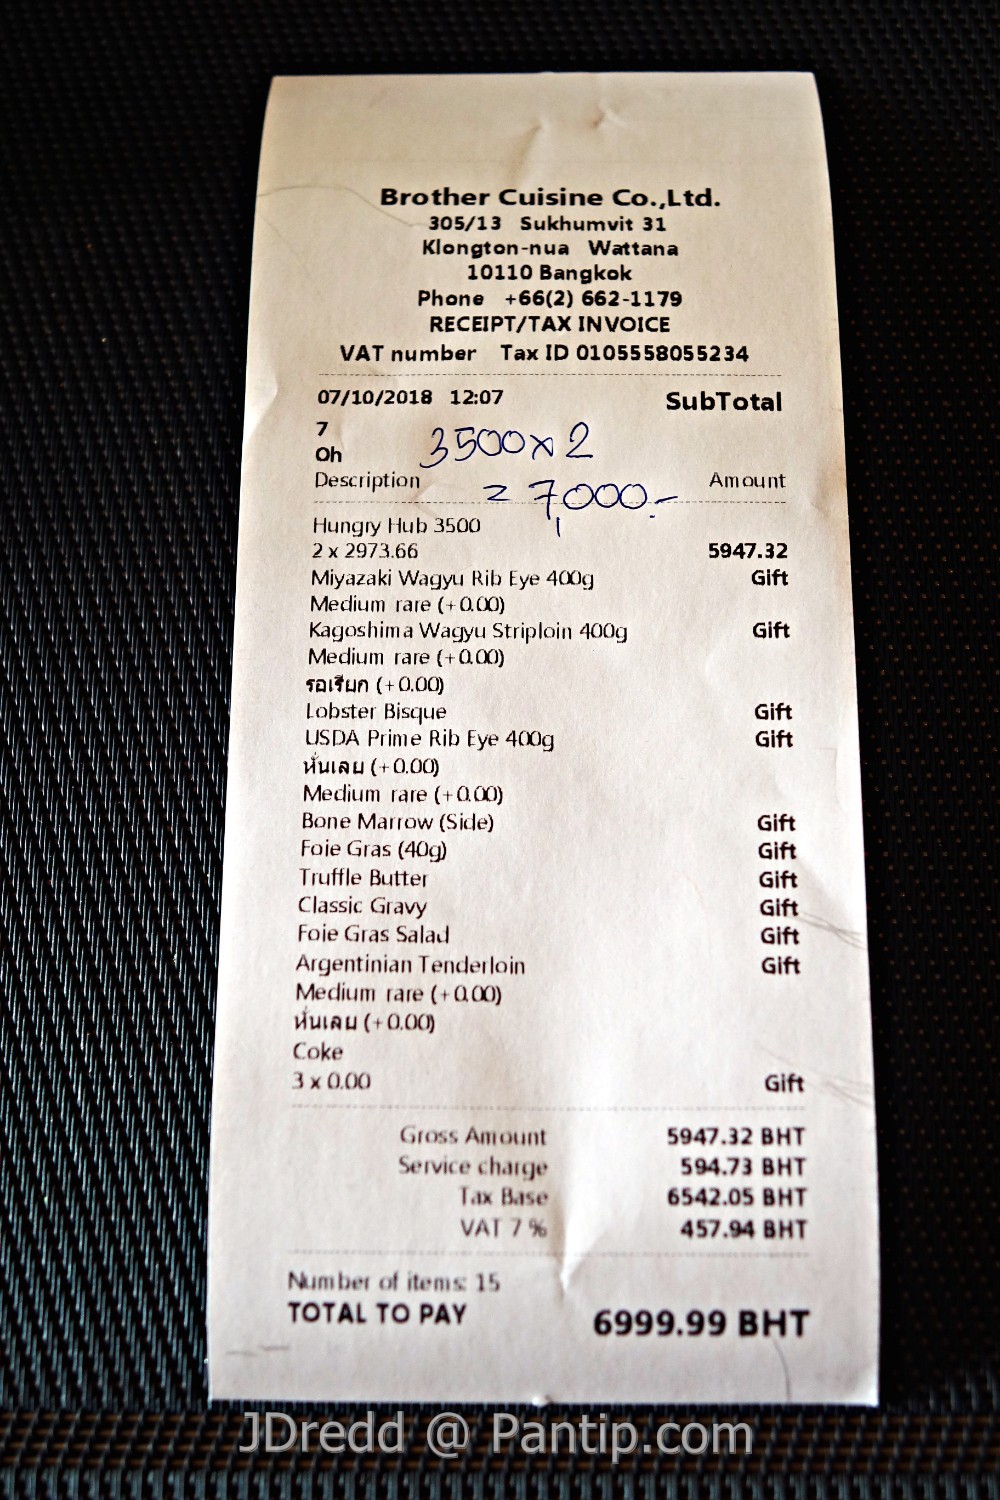 Brother Cuisine Co.,Ltd.
305/13 Sukhumvit 31
Klongton-nua Wattana
10110 Bangkok
Phone +66(2) 662-1179
RECEIPT/TAX INVOICE
VAT number Tax ID 0105558055234
07/10/2018 12:07 SubTotal
7
Oh 3500x2
Description Amount
= 7,000.-
Hungry Hub 3500
2 x 2973.66 5947.32
Miyazaki Wagyu Rib Eye 400g Gift
Medium rare (+0.00)
Kagoshima Wagyu Striploin 400g Gift
Medium rare (+0.00)
รอเรียก (+0.00)
Lobster Bisque Gift
USDA Prime Rib Eye 400g Gift
หั่นเลย (+0.00)
Medium rare (+0.00)
Bone Marrow (Side) Gift
Foie Gras (40g) Gift
Truffle Butter Gift
Classic Gravy Gift
Foie Gras Salad Gift
Argentinian Tenderloin Gift
Medium rare (+0.00)
หั่นเลย (+0.00)
Coke
3 x 0.00 Gift
Gross Amount 5947.32 BHT
Service charge 594.73 BHT
Tax Base 6542.05 BHT
VAT 7 % 457.94 BHT
Number of items: 15
TOTAL TO PAY 6999.99 BHT
JDredd @ Pantip.com